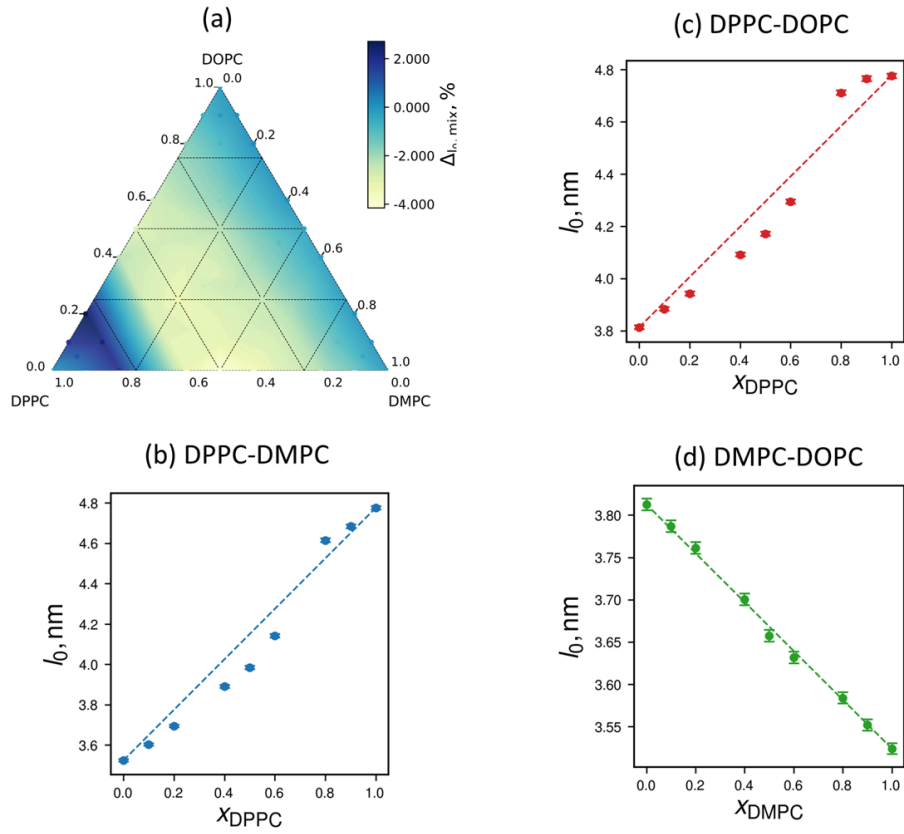 (a)
DOPC
1.0 0.0
0.8 0.2
0.6 0.4
0.4 0.6
0.2 0.8
0.0 1.0
1.0 0.8 0.6 0.4 0.2 0.0
DPPC DMPC
2.000
0.000
-2.000
-4.000
Δl₀, mix, %
(c) DPPC-DOPC
4.8
4.6
4.4
4.2
4.0
3.8
l₀, nm
0.0 0.2 0.4 0.6 0.8 1.0
xDPPC
(b) DPPC-DMPC
4.8
4.6
4.4
4.2
4.0
3.8
3.6
l₀, nm
0.0 0.2 0.4 0.6 0.8 1.0
xDPPC
(d) DMPC-DOPC
3.80
3.75
3.70
3.65
3.60
3.55
l₀, nm
0.0 0.2 0.4 0.6 0.8 1.0
xDMPC